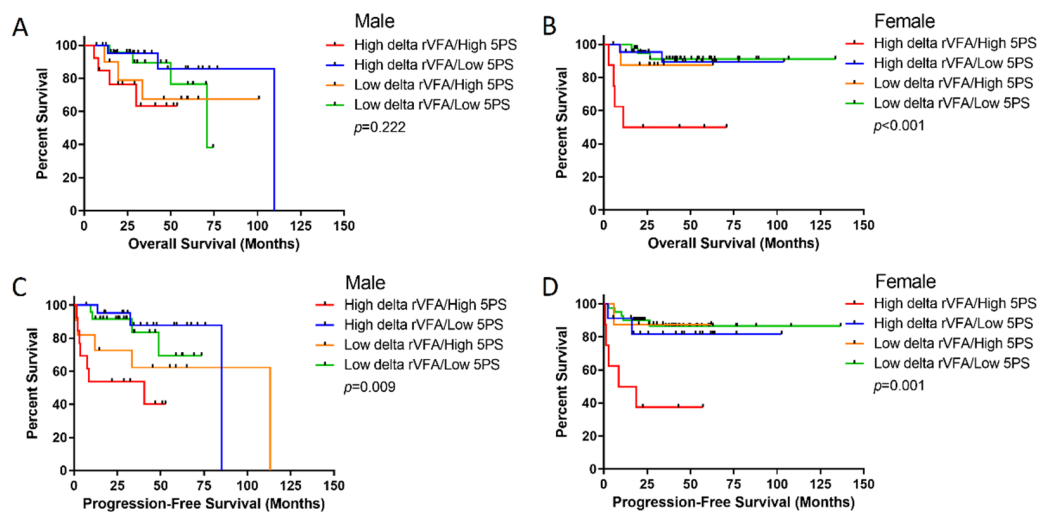 A
Male
High delta rVFA/High 5PS
High delta rVFA/Low 5PS
Low delta rVFA/High 5PS
Low delta rVFA/Low 5PS
p=0.222
Percent Survival
100
80
60
40
20
0
0 25 50 75 100 125 150
Overall Survival (Months)
B
Female
High delta rVFA/High 5PS
High delta rVFA/Low 5PS
Low delta rVFA/High 5PS
Low delta rVFA/Low 5PS
p<0.001
Percent Survival
100
80
60
40
20
0
0 25 50 75 100 125 150
Overall Survival (Months)
C
Male
High delta rVFA/High 5PS
High delta rVFA/Low 5PS
Low delta rVFA/High 5PS
Low delta rVFA/Low 5PS
p=0.009
Percent Survival
100
80
60
40
20
0
0 25 50 75 100 125 150
Progression-Free Survival (Months)
D
Female
High delta rVFA/High 5PS
High delta rVFA/Low 5PS
Low delta rVFA/High 5PS
Low delta rVFA/Low 5PS
p=0.001
Percent Survival
100
80
60
40
20
0
0 25 50 75 100 125 150
Progression-Free Survival (Months)